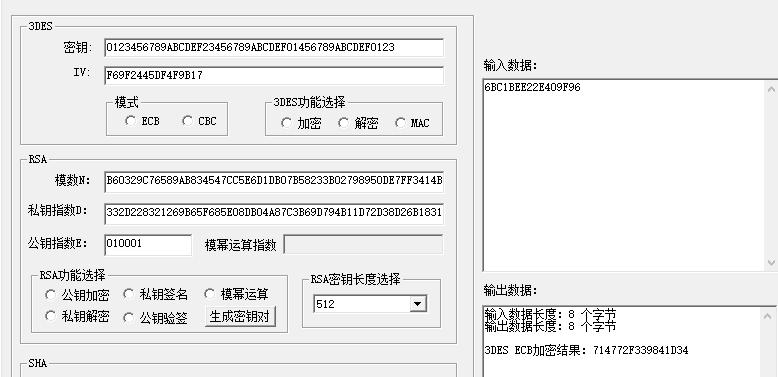 3DES
密钥: 0123456789ABCDEF23456789ABCDEF01456789ABCDEF0123
IV: F69F2445DF4F9B17
模式
ECB CBC
3DES功能选择
加密 解密 MAC
RSA
模数N: B60329C76589AB834547CC5E6D1DB07B58233B02798950DE7FF3414B
私钥指数D: 332D228321269B65F685E08DB04A87C3B69D794B11D72D38D26B1831
公钥指数E: 010001 模幂运算指数
RSA功能选择
公钥加密 私钥签名 模幂运算
私钥解密 公钥验签 生成密钥对
RSA密钥长度选择
512
SHA
输入数据:
6BC1BEE22E409F96
输出数据:
输入数据长度: 8 个字节
输出数据长度: 8 个字节
3DES ECB加密结果: 714772F339841D34